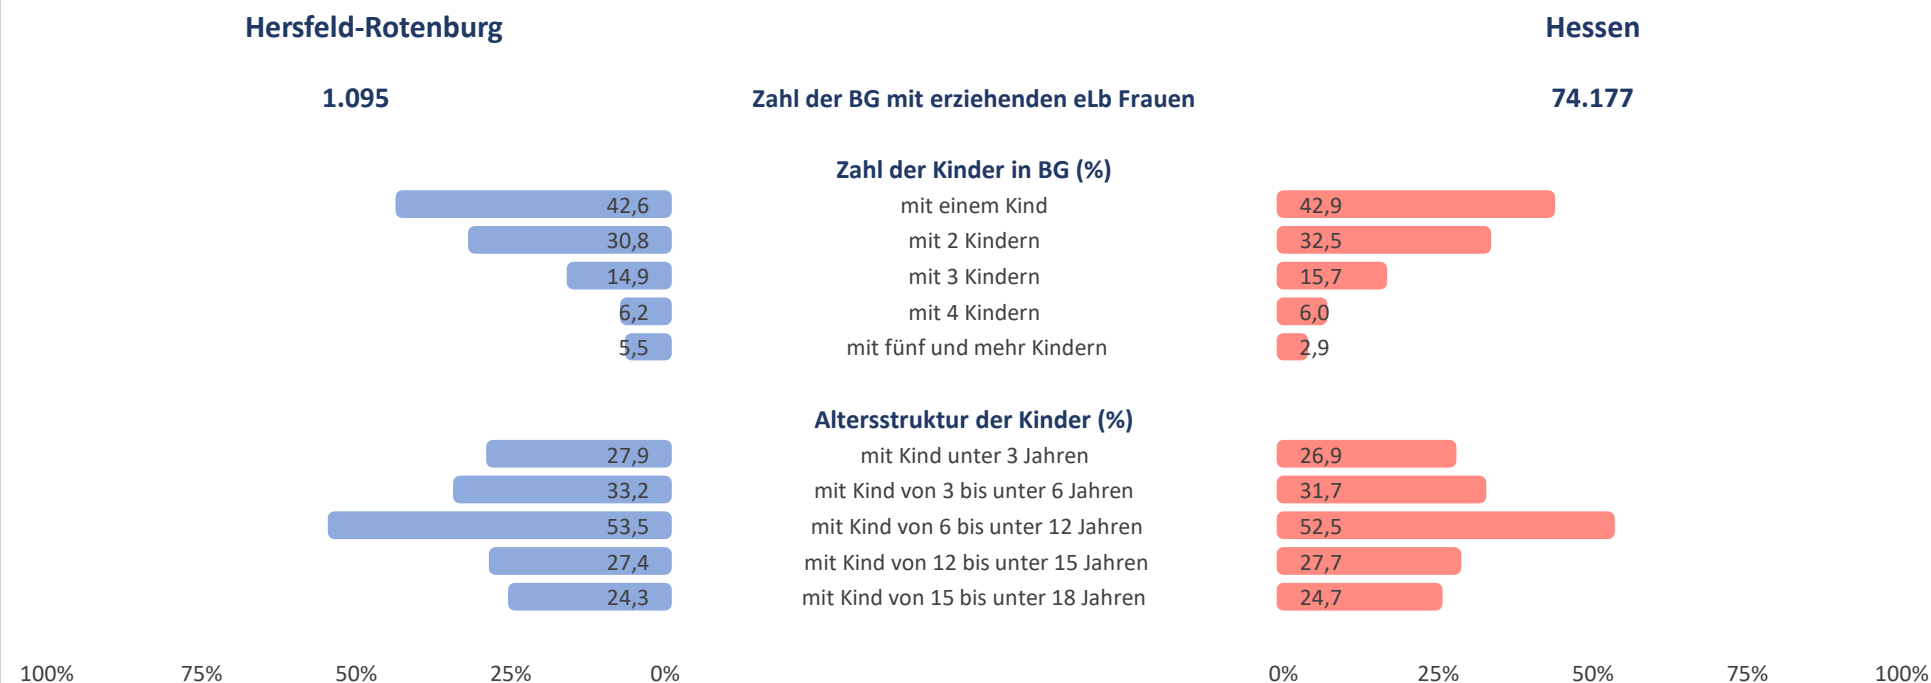 Hersfeld-Rotenburg Hessen
1.095 Zahl der BG mit erziehenden eLb Frauen 74.177
Zahl der Kinder in BG (%)
42,6 mit einem Kind 42,9
30,8 mit 2 Kindern 32,5
14,9 mit 3 Kindern 15,7
6,2 mit 4 Kindern 6,0
5,5 mit fünf und mehr Kindern 2,9
Altersstruktur der Kinder (%)
27,9 mit Kind unter 3 Jahren 26,9
33,2 mit Kind von 3 bis unter 6 Jahren 31,7
53,5 mit Kind von 6 bis unter 12 Jahren 52,5
27,4 mit Kind von 12 bis unter 15 Jahren 27,7
24,3 mit Kind von 15 bis unter 18 Jahren 24,7
100% 75% 50% 25% 0% 0% 25% 50% 75% 100%